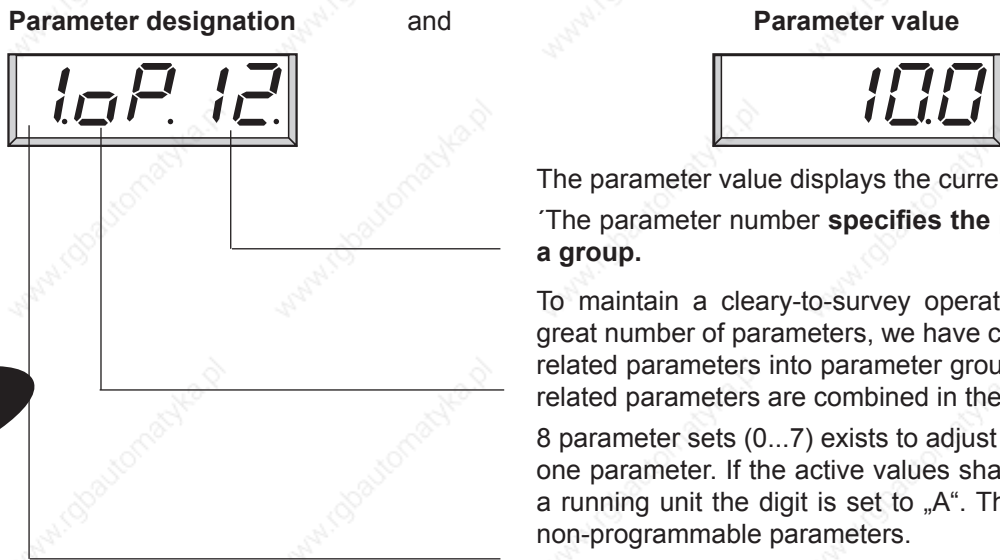 Parameter designation and Parameter value
1.oP. 12.
10.0
The parameter value displays the curre
´The parameter number specifies the
a group.
To maintain a cleary-to-survey operat
great number of parameters, we have c
related parameters into parameter grou
related parameters are combined in the
8 parameter sets (0...7) exists to adjust
one parameter. If the active values sha
a running unit the digit is set to „A“. Th
non-programmable parameters.
www.rgbautomatyka.pl